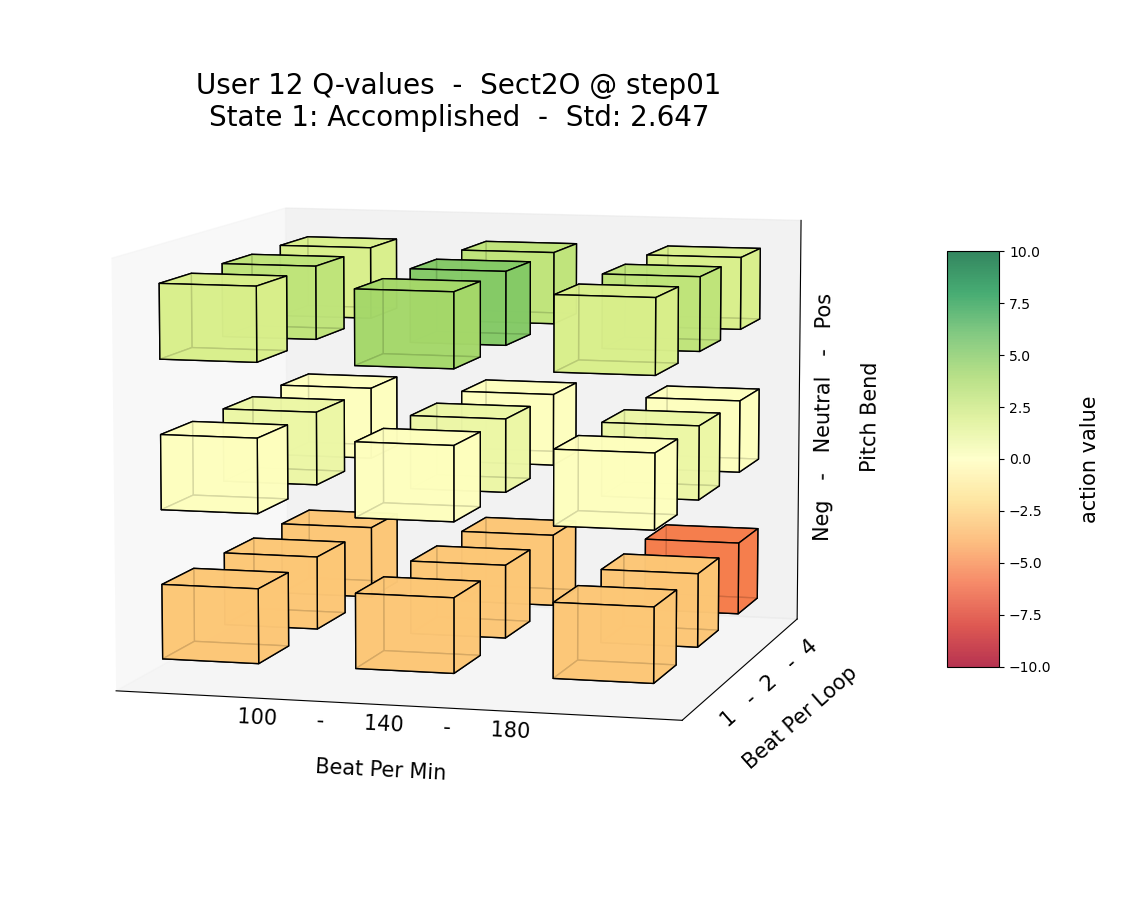 User 12 Q-values  -  Sect2O @ step01
State 1: Accomplished  -  Std: 2.647
Neg   -   Neutral   -   Pos
Pitch Bend
100   -   140   -   180
Beat Per Min
1  -  2  -  4
Beat Per Loop
10.0
7.5
5.0
2.5
0.0
−2.5
−5.0
−7.5
−10.0
action value